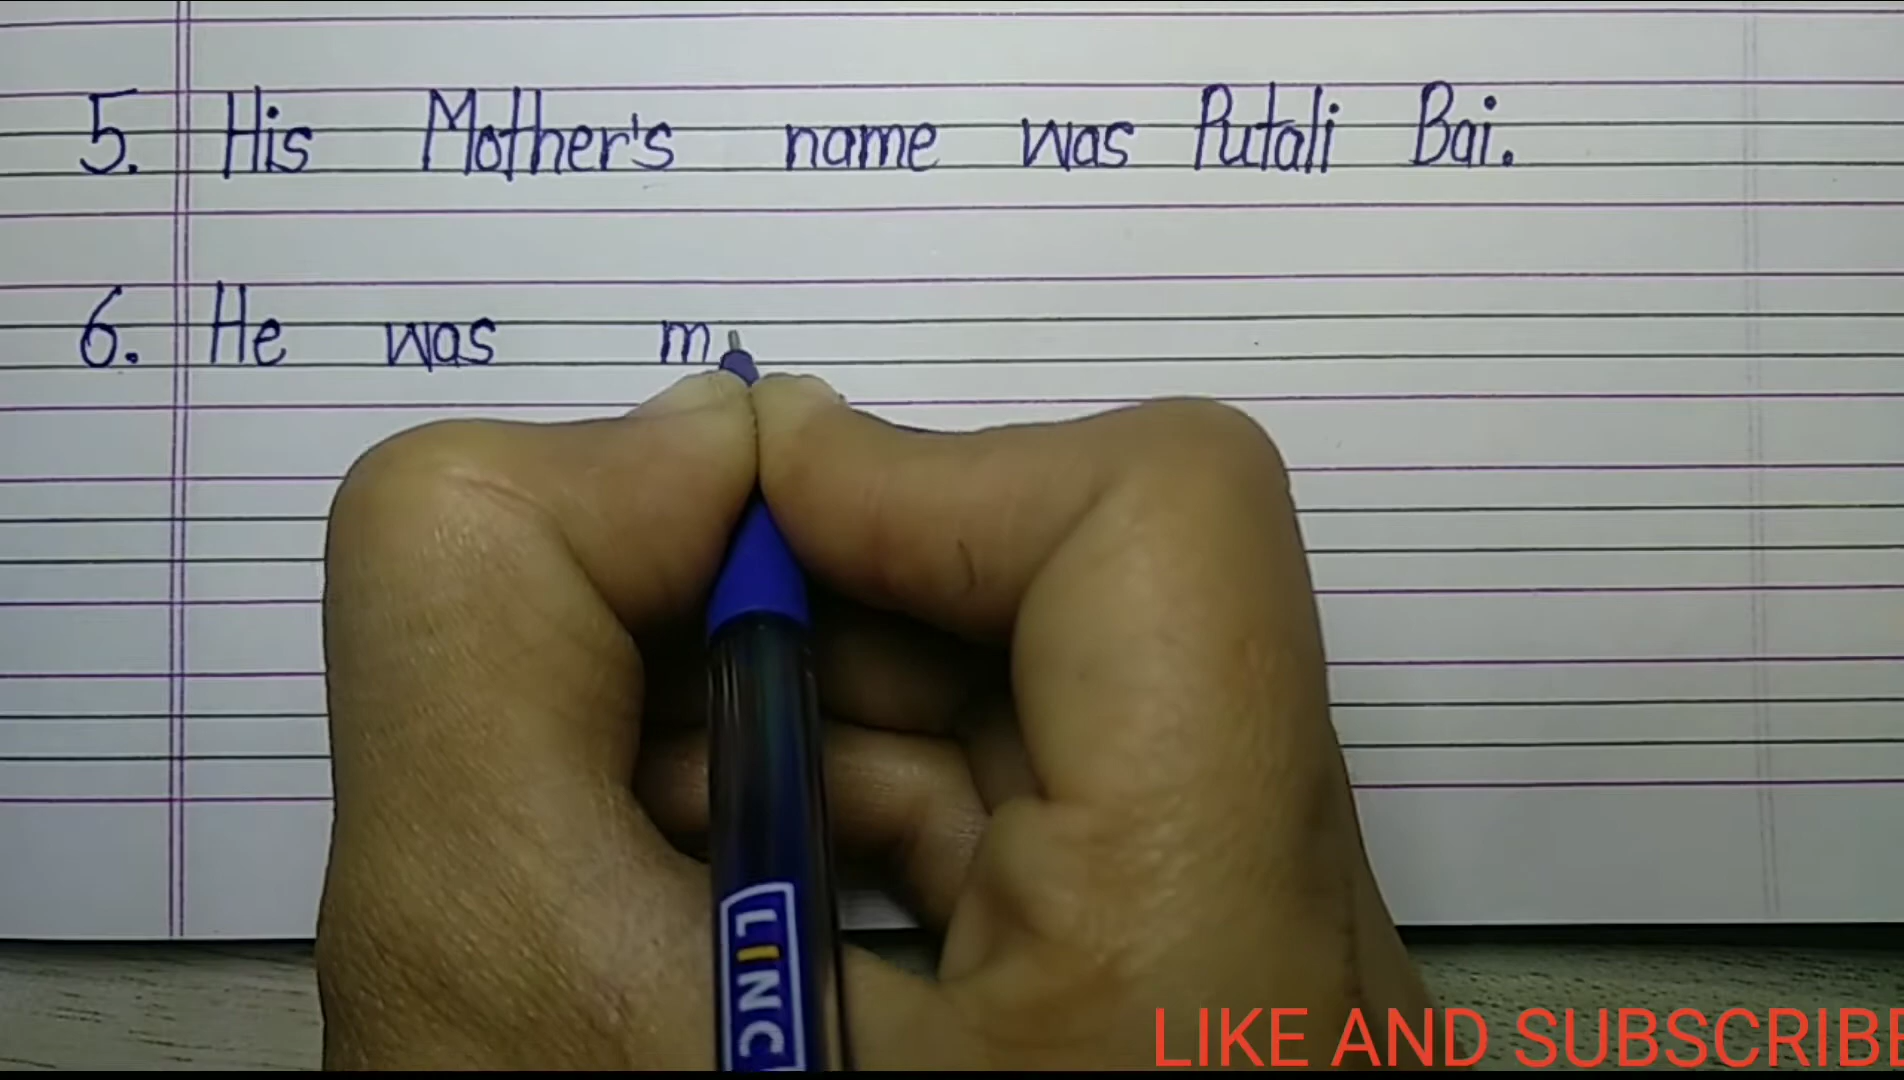 5. His Mother's name was Putali Bai.
6. He was m
LINC
LIKE AND SUBSCRIBE